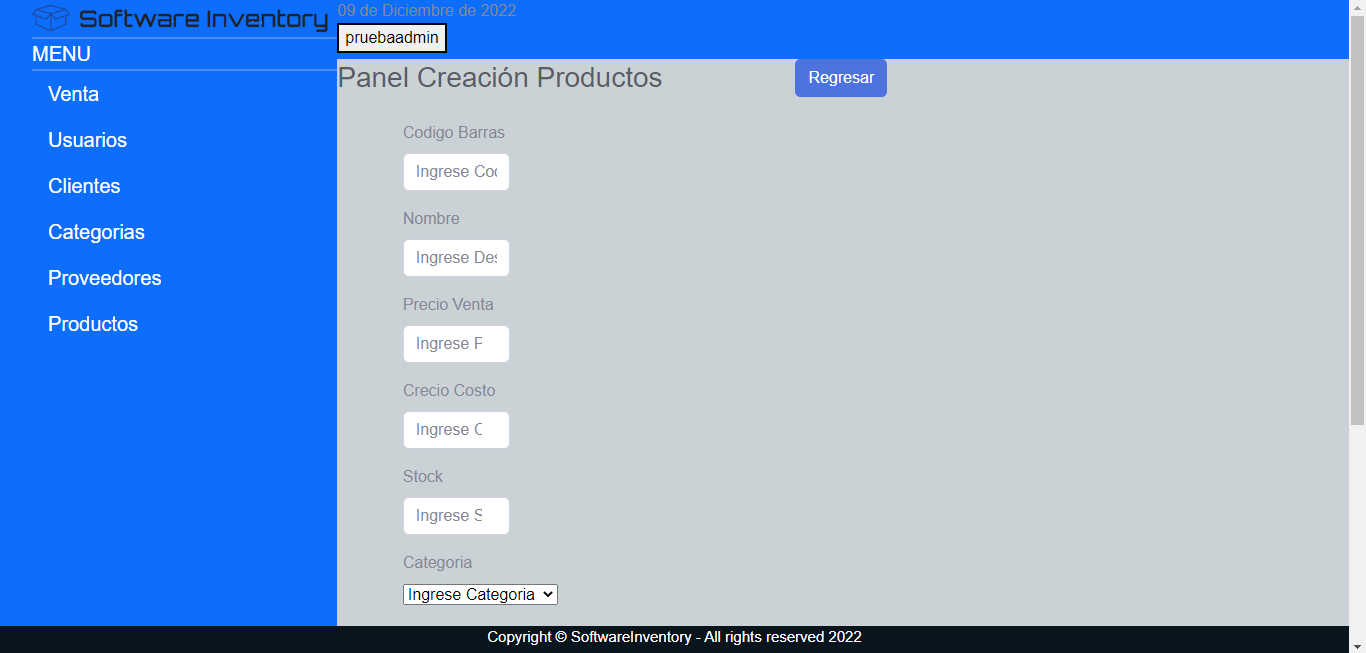 Software Inventory
MENU
Venta
Usuarios
Clientes
Categorias
Proveedores
Productos
09 de Diciembre de 2022
pruebaadmin
Panel Creación Productos
Regresar
Codigo Barras
Ingrese Coc
Nombre
Ingrese Des
Precio Venta
Ingrese P
Crecio Costo
Ingrese C
Stock
Ingrese S
Categoria
Ingrese Categoria
Copyright © SoftwareInventory - All rights reserved 2022